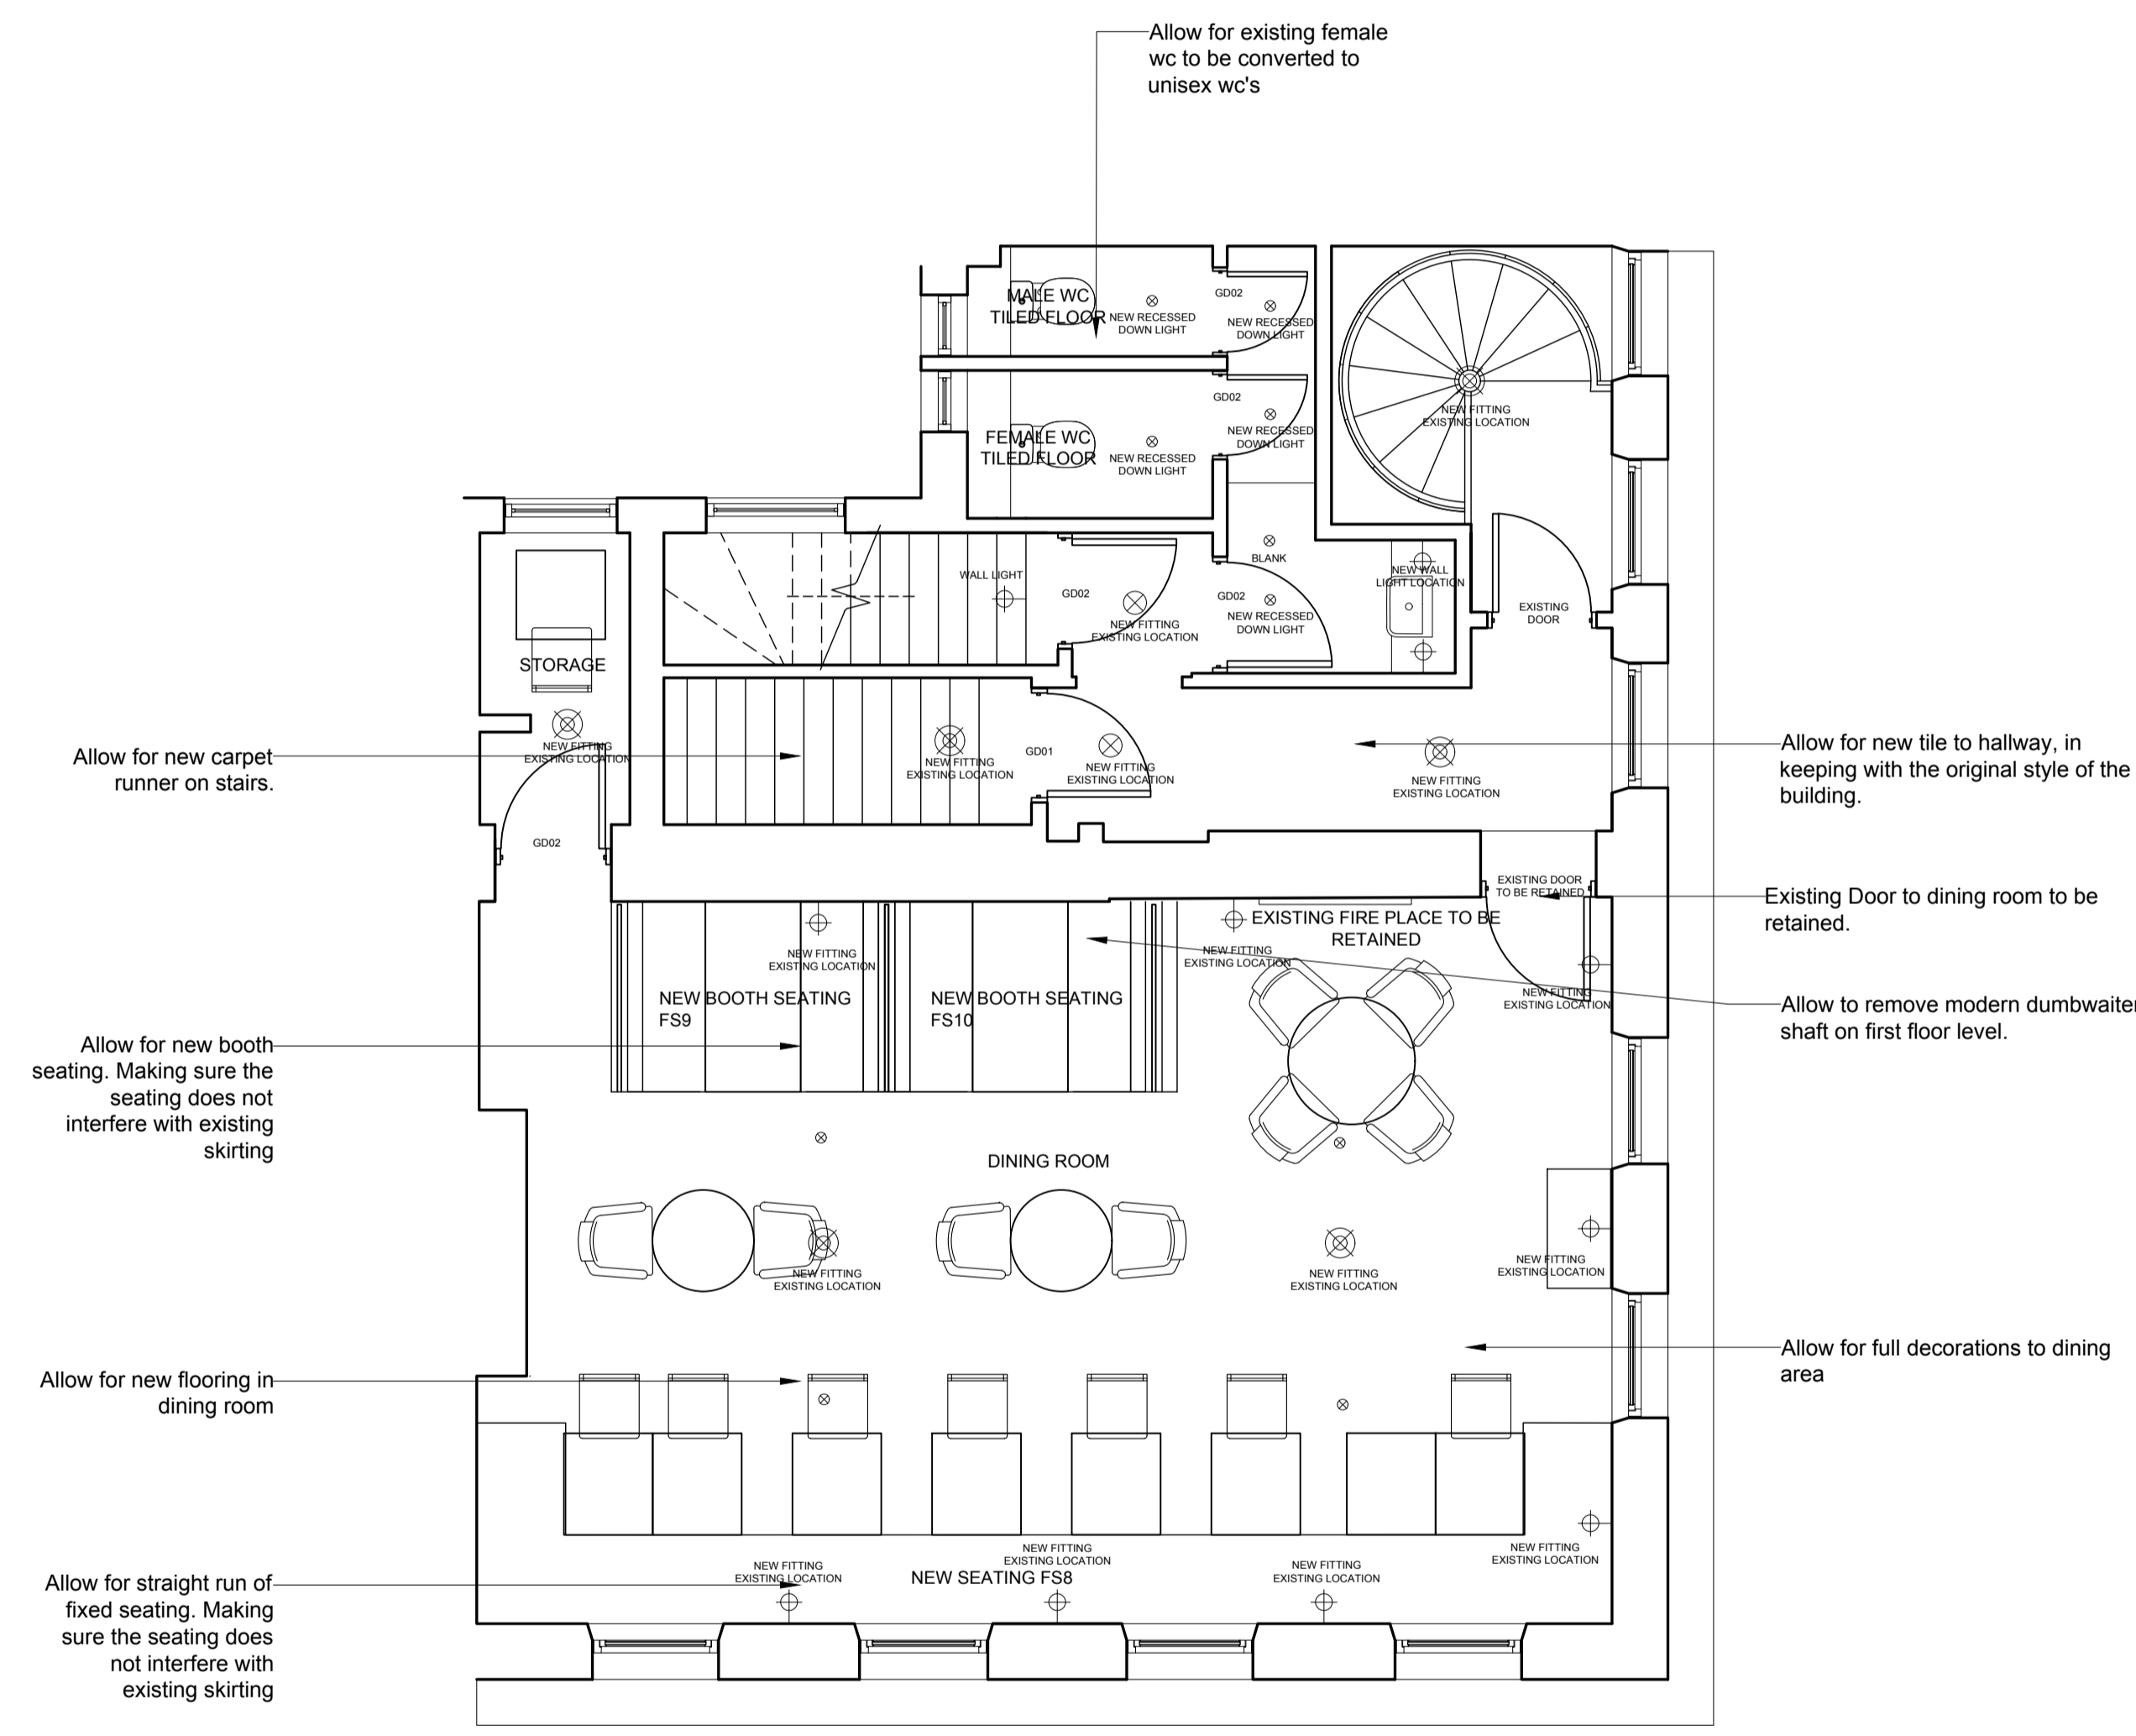 Allow for existing female
wc to be converted to
unisex wc's
MALE WC
TILED FLOOR
NEW RECESSED
DOWN LIGHT
GD02
NEW RECESSED
DOWN LIGHT
GD02
FEMALE WC
TILED FLOOR
NEW RECESSED
DOWN LIGHT
NEW RECESSED
DOWN LIGHT
NEW FITTING
EXISTING LOCATION
BLANK
WALL LIGHT
GD02
NEW FITTING
EXISTING LOCATION
GD02
NEW RECESSED
DOWN LIGHT
NEW WALL
LIGHT LOCATION
EXISTING
DOOR
STORAGE
NEW FITTING
EXISTING LOCATION
Allow for new carpet
runner on stairs.
NEW FITTING
EXISTING LOCATION
GD01
NEW FITTING
EXISTING LOCATION
NEW FITTING
EXISTING LOCATION
Allow for new tile to hallway, in
keeping with the original style of the
building.
GD02
EXISTING DOOR
TO BE RETAINED
Existing Door to dining room to be
retained.
EXISTING FIRE PLACE TO BE
RETAINED
NEW FITTING
EXISTING LOCATION
NEW FITTING
EXISTING LOCATION
NEW FITTING
EXISTING LOCATION
NEW BOOTH SEATING
FS9
NEW BOOTH SEATING
FS10
Allow to remove modern dumbwaiter
shaft on first floor level.
Allow for new booth
seating. Making sure the
seating does not
interfere with existing
skirting
DINING ROOM
NEW FITTING
EXISTING LOCATION
NEW FITTING
EXISTING LOCATION
NEW FITTING
EXISTING LOCATION
Allow for full decorations to dining
area
Allow for new flooring in
dining room
NEW FITTING
EXISTING LOCATION
NEW FITTING
EXISTING LOCATION
NEW FITTING
EXISTING LOCATION
NEW FITTING
EXISTING LOCATION
NEW SEATING FS8
Allow for straight run of
fixed seating. Making
sure the seating does
not interfere with
existing skirting